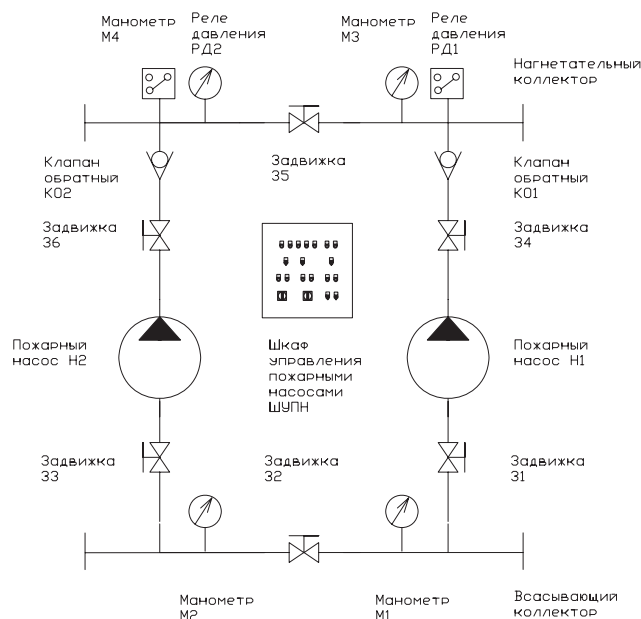 Манометр
М4
Реле
давления
РД2
Манометр
М3
Реле
давления
РД1
Нагнетательный
коллектор
Клапан
обратный
КО2
Задвижка
З5
Клапан
обратный
КО1
Задвижка
З6
Задвижка
З4
Пожарный
насос Н2
Шкаф
управления
пожарными
насосами
ШУПН
Пожарный
насос Н1
Задвижка
З3
Задвижка
З2
Задвижка
З1
Манометр
М2
Манометр
М1
Всасывающий
коллектор